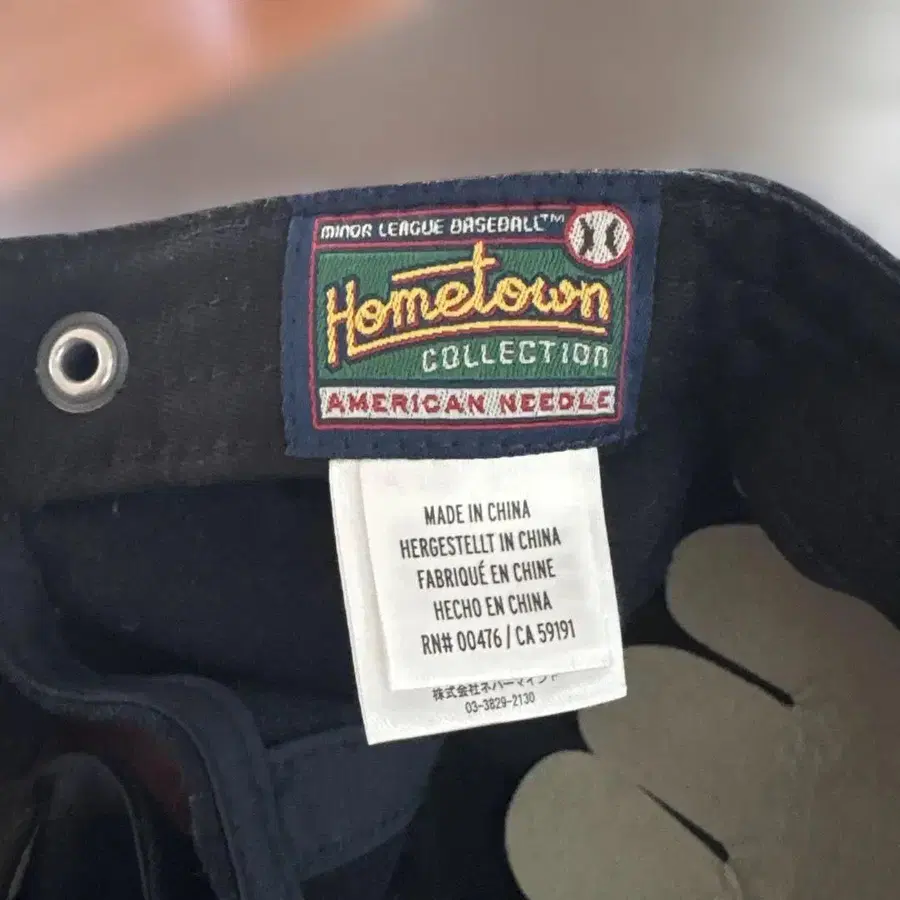 MINOR LEAGUE BASEBALL™
Hometown
COLLECTION
AMERICAN NEEDLE
MADE IN CHINA
HERGESTELLT IN CHINA
FABRIQUÉ EN CHINE
HECHO EN CHINA
RN# 00476 / CA 59191
株式会社ネバーマインド
03-3829-2130